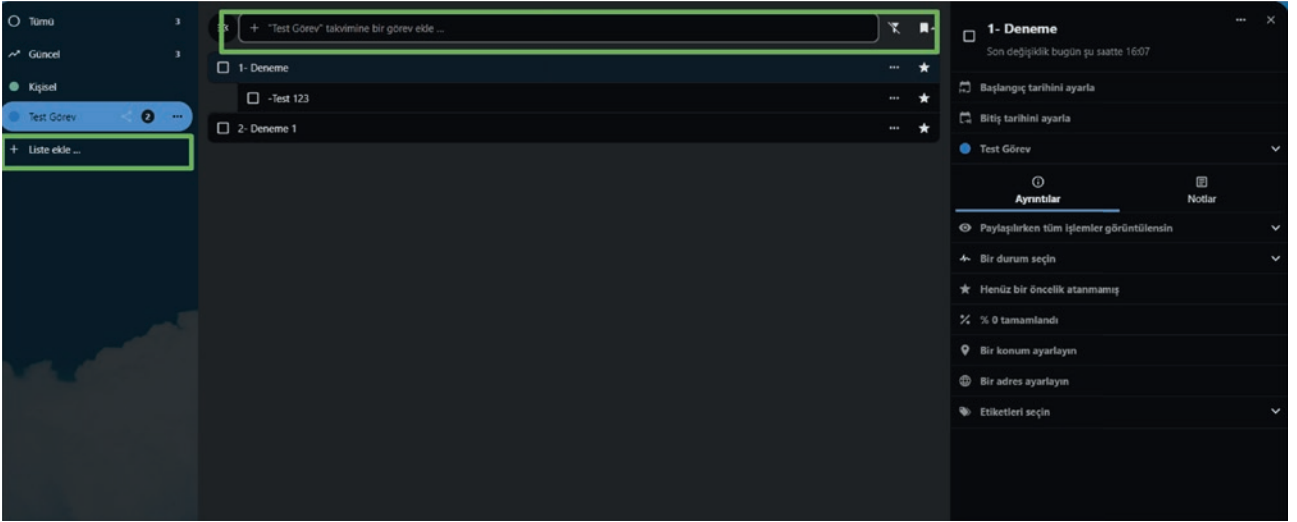 Tümü 3
Güncel 3
Kişisel
Test Görev 2
+ Liste ekle ...
+ "Test Görev" takvimine bir görev ekle ...
1- Deneme
-Test 123
2- Deneme 1
1- Deneme
Son değişiklik bugün şu saatte 16:07
Başlangıç tarihini ayarla
Bitiş tarihini ayarla
Test Görev
Ayrıntılar
Notlar
Paylaşılırken tüm işlemler görüntülensin
Bir durum seçin
Henüz bir öncelik atanmamış
% 0 tamamlandı
Bir konum ayarlayın
Bir adres ayarlayın
Etiketleri seçin